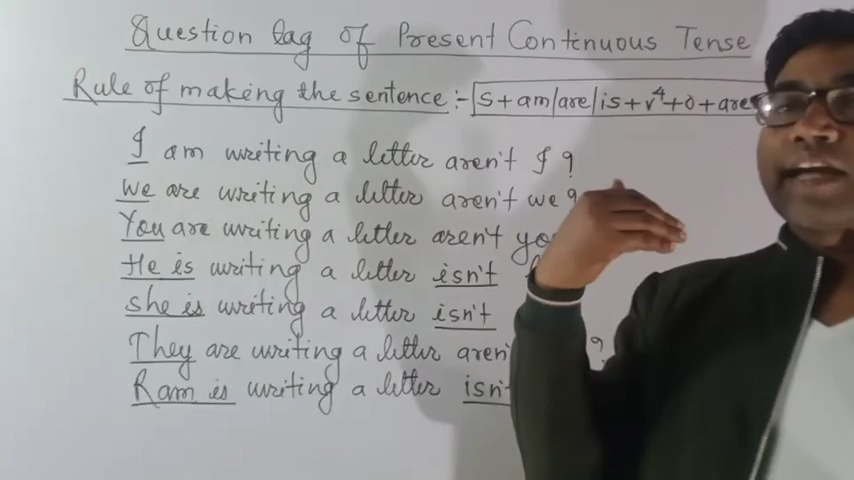 Question tag of Present Continuous Tense
Rule of making the sentence :- S + am/are/is + v⁴ + o + are
I am writing a letter aren't I ?
We are writing a letter aren't we ?
You are writing a letter aren't
He is writing a letter isn't
she is writing a letter isn't
They are writing a letter ?
Ram is writing a letter